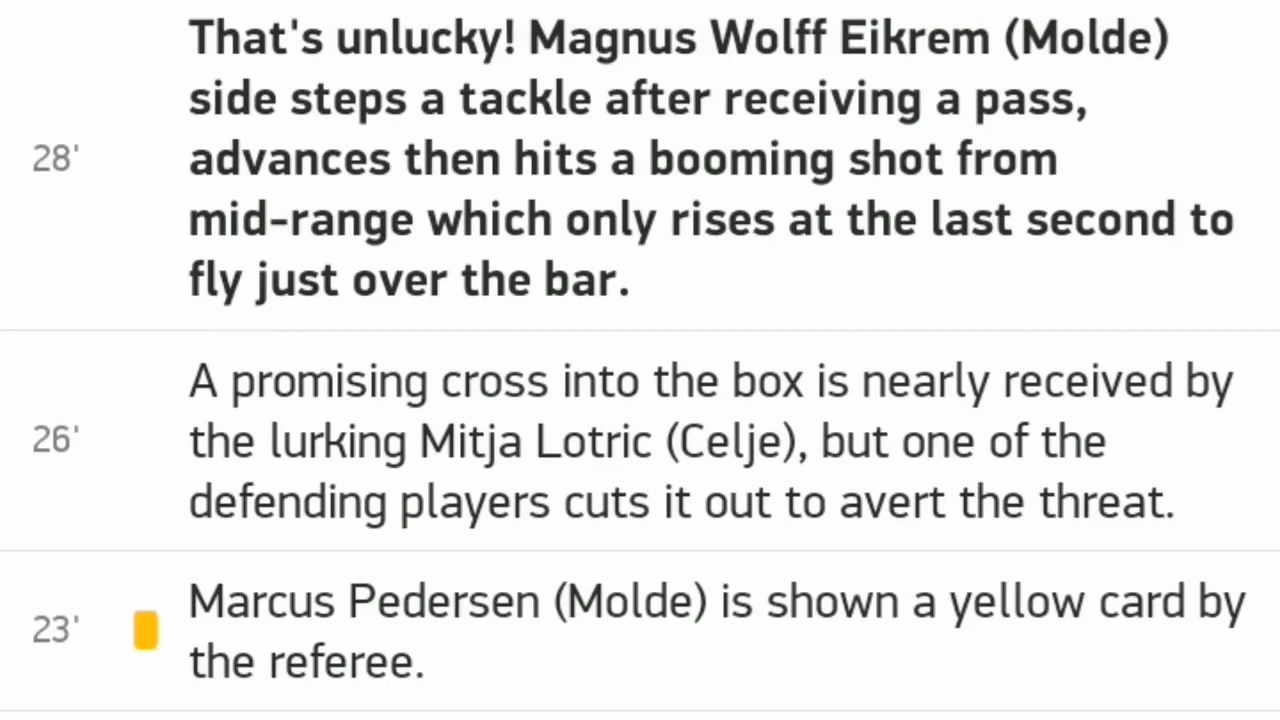 That's unlucky! Magnus Wolff Eikrem (Molde)
side steps a tackle after receiving a pass,
28' advances then hits a booming shot from
mid-range which only rises at the last second to
fly just over the bar.
A promising cross into the box is nearly received by
26' the lurking Mitja Lotric (Celje), but one of the
defending players cuts it out to avert the threat.
23' Marcus Pedersen (Molde) is shown a yellow card by
the referee.